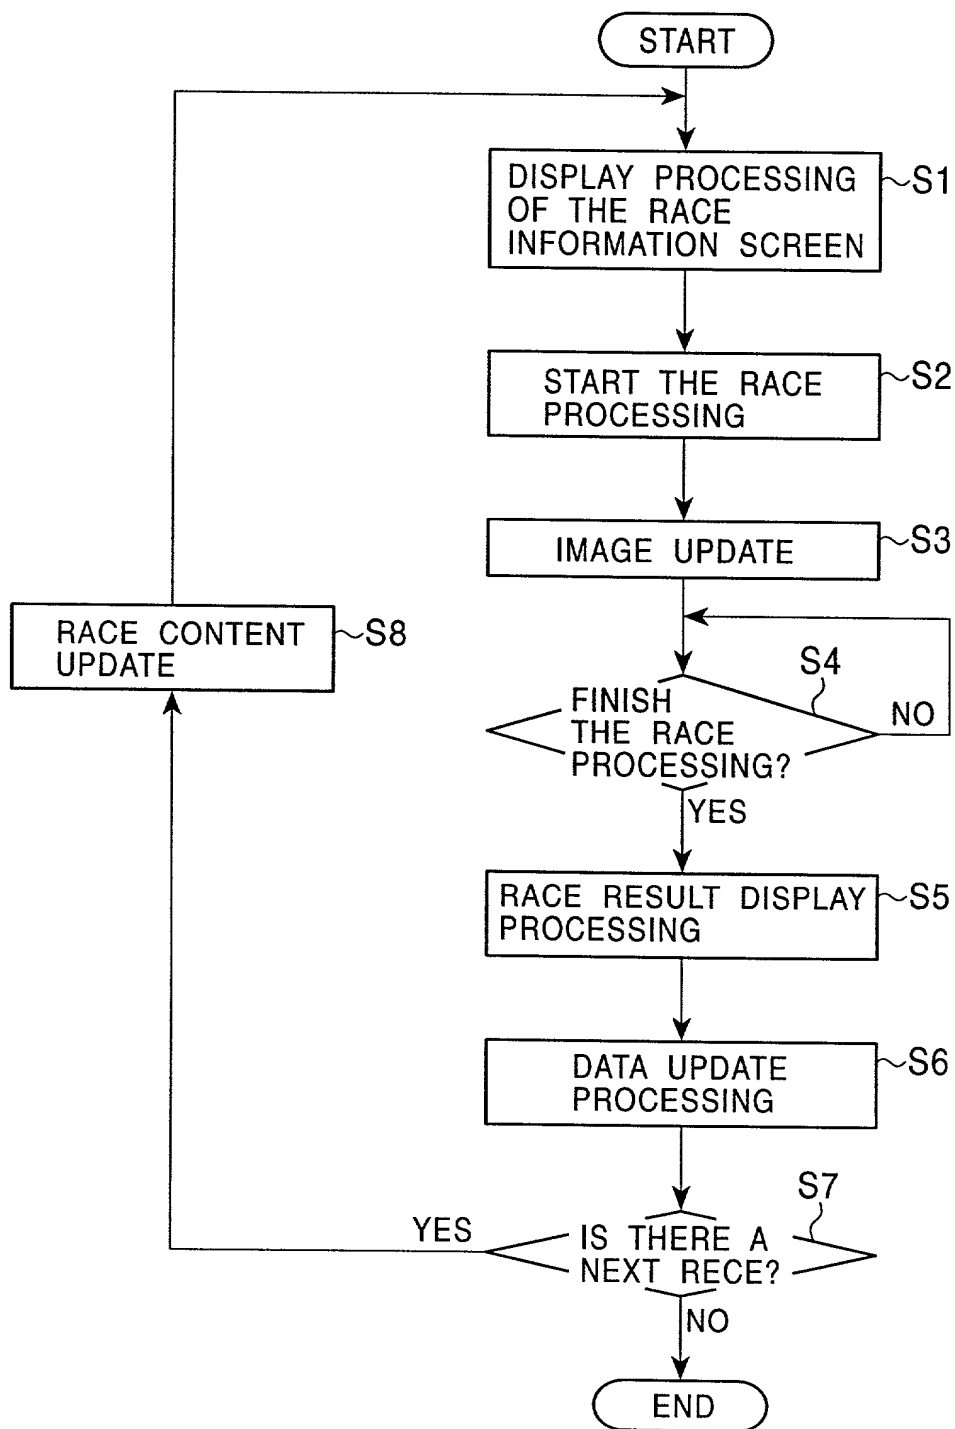 START
DISPLAY PROCESSING
OF THE RACE
INFORMATION SCREEN
S1
START THE RACE
PROCESSING
S2
IMAGE UPDATE
S3
RACE CONTENT
UPDATE
S8
S4
FINISH
THE RACE
PROCESSING?
NO
YES
RACE RESULT DISPLAY
PROCESSING
S5
DATA UPDATE
PROCESSING
S6
S7
YES
IS THERE A
NEXT RECE?
NO
END